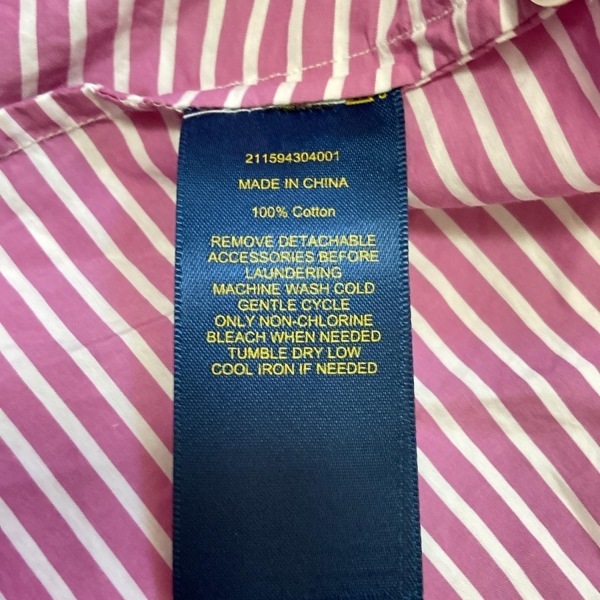 211594304001
MADE IN CHINA
100% Cotton
REMOVE DETACHABLE
ACCESSORIES BEFORE
LAUNDERING
MACHINE WASH COLD
GENTLE CYCLE
ONLY NON-CHLORINE
BLEACH WHEN NEEDED
TUMBLE DRY LOW
COOL IRON IF NEEDED